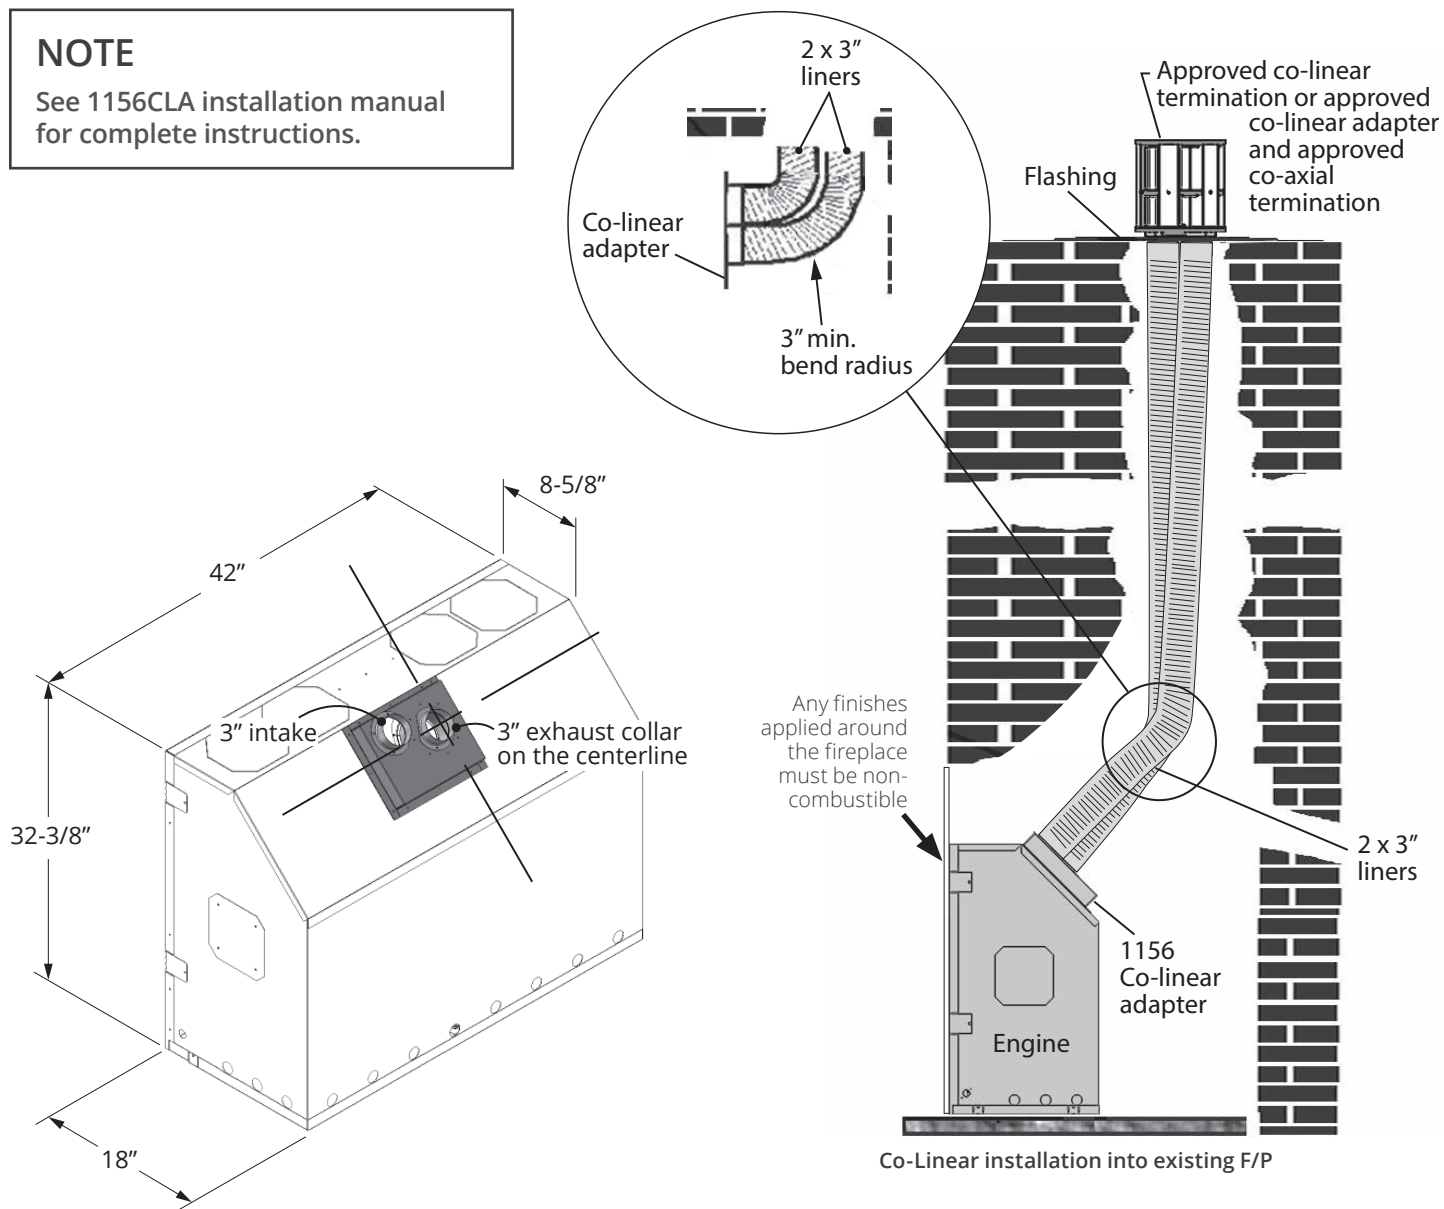 NOTE
See 1156CLA installation manual
for complete instructions.
2 x 3”
liners
Co-linear
adapter
3” min.
bend radius
Approved co-linear
termination or approved
co-linear adapter
and approved
co-axial
termination
Flashing
8-5/8”
42”
3” intake
3” exhaust collar
on the centerline
32-3/8”
18”
Any finishes
applied around
the fireplace
must be non-
combustible
2 x 3”
liners
1156
Co-linear
adapter
Engine
Co-Linear installation into existing F/P